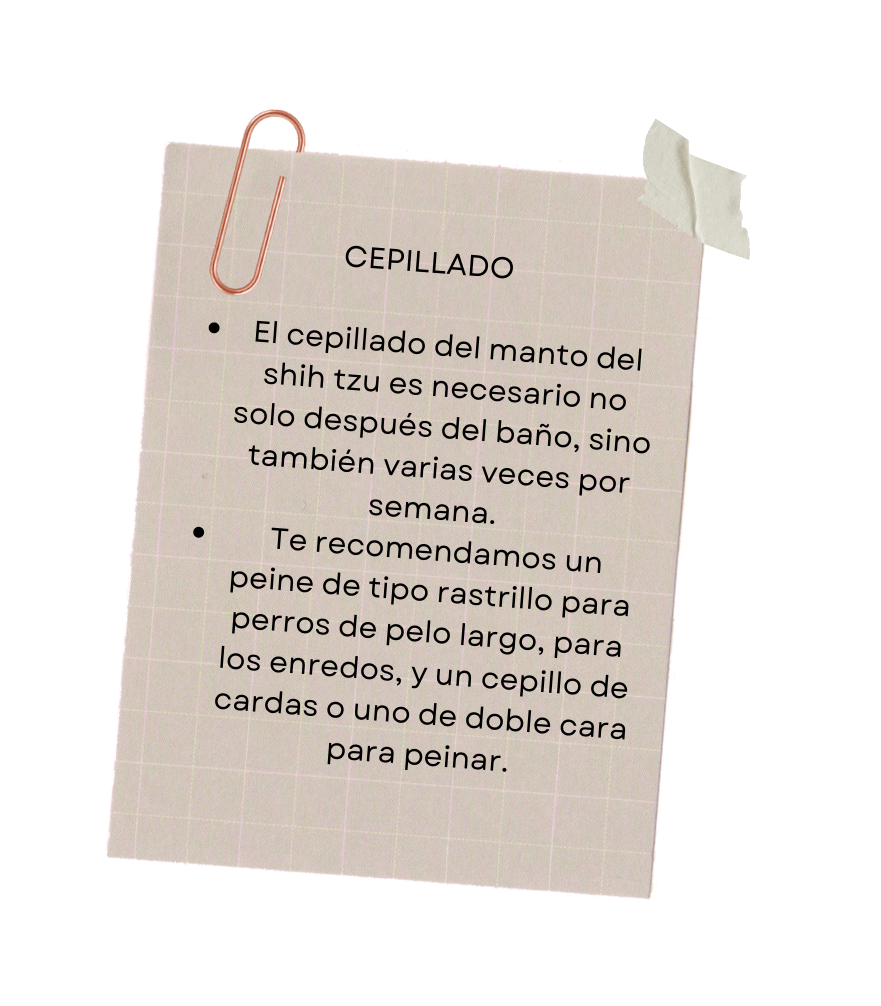 CEPILLADO
• El cepillado del manto del
shih tzu es necesario no
solo después del baño, sino
también varias veces por
semana.
• Te recomendamos un
peine de tipo rastrillo para
perros de pelo largo, para
los enredos, y un cepillo de
cardas o uno de doble cara
para peinar.